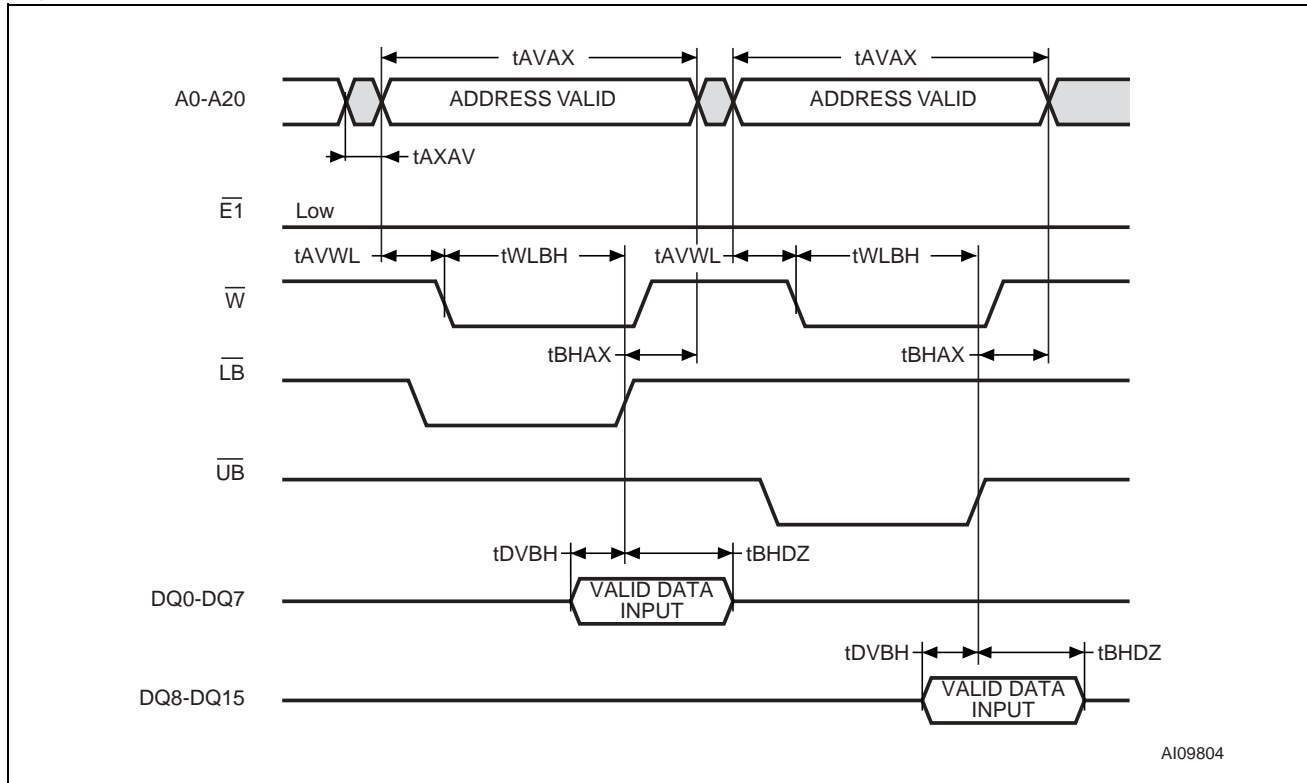 tAVAX tAVAX
A0-A20 ADDRESS VALID ADDRESS VALID
tAXAV
E1 Low
tAVWL tWLBH tAVWL tWLBH
W
tBHAX tBHAX
LB
UB
tDVBH tBHDZ
DQ0-DQ7 VALID DATA
INPUT
tDVBH tBHDZ
DQ8-DQ15 VALID DATA
INPUT
AI09804